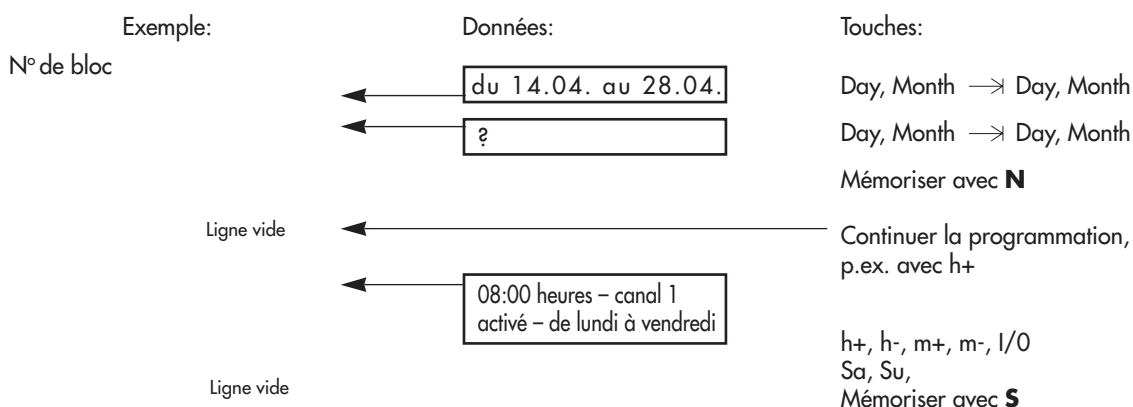 Exemple: Données: Touches:
Nº de bloc
du 14.04. au 28.04. Day, Month → Day, Month
? Day, Month → Day, Month
Mémoriser avec N
Ligne vide Continuer la programmation,
p.ex. avec h+
08:00 heures – canal 1
activé – de lundi à vendredi
h+, h-, m+, m-, I/0
Sa, Su,
Ligne vide Mémoriser avec S